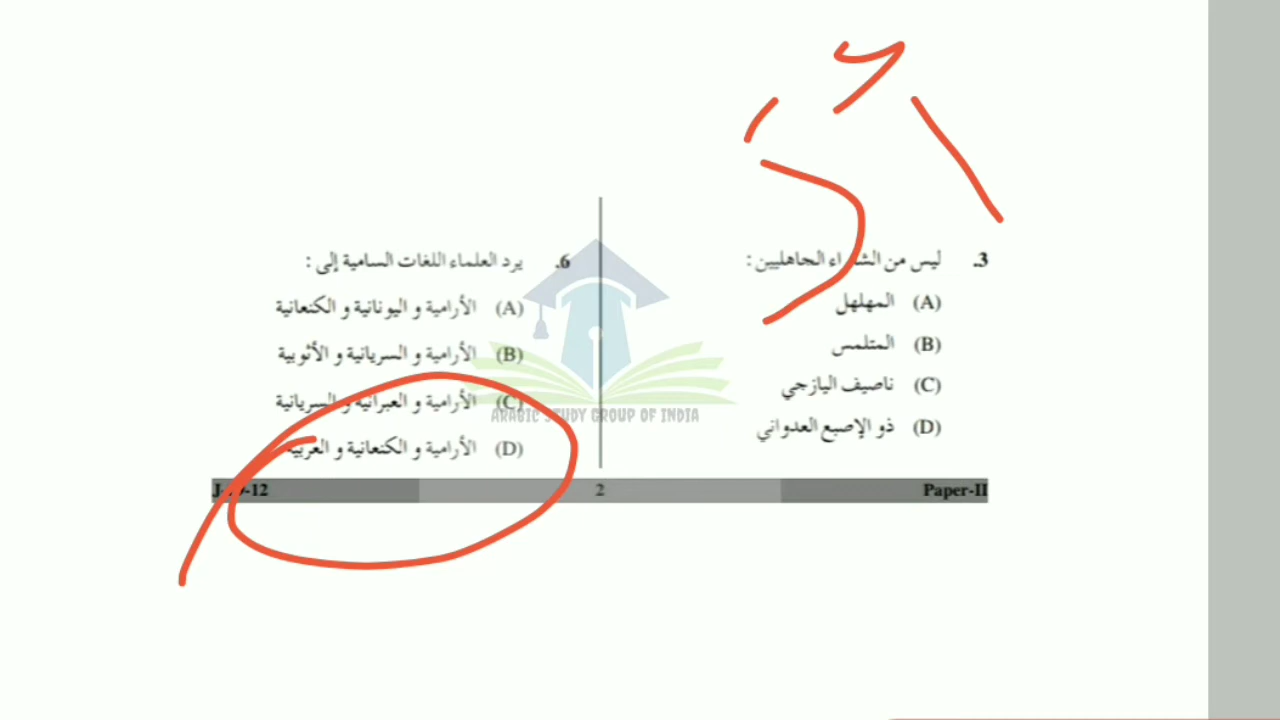 3. ليس من الشعراء الجاهليين :
(A) المهلهل
(B) المتلمس
(C) ناصيف اليازجي
(D) ذو الإصبع العدواني
6. يرد العلماء اللغات السامية إلى :
(A) الأرامية و اليونانية و الكنعانية
(B) الأرامية و السريانية و الأثوبية
(C) الأرامية و العبرانية و السريانية
(D) الأرامية و الكنعانية و العربية
ARABIC STUDY GROUP OF INDIA
Paper-II 2